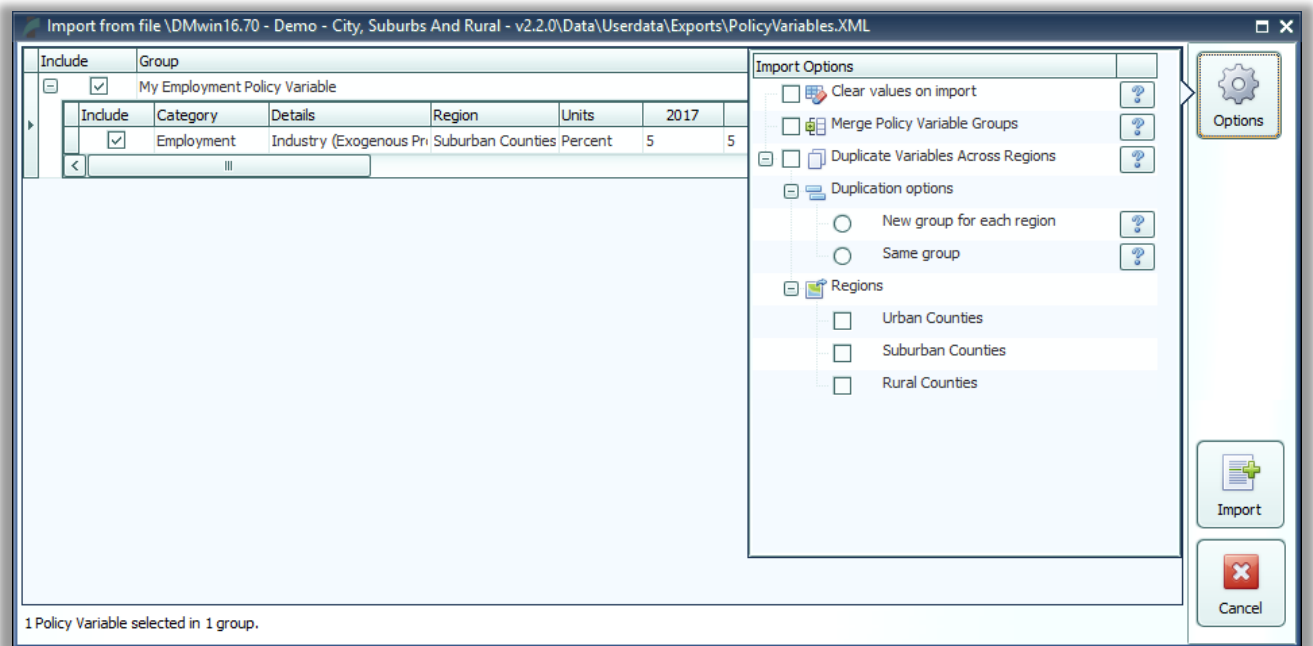 Import from file \DMwin16.70 - Demo - City, Suburbs And Rural - v2.2.0\Data\Userdata\Exports\PolicyVariables.XML
Include Group
My Employment Policy Variable
Include Category Details Region Units 2017
Employment Industry (Exogenous Pr Suburban Counties Percent 5 5
Import Options
Clear values on import ?
Merge Policy Variable Groups ?
Duplicate Variables Across Regions ?
Duplication options
New group for each region ?
Same group ?
Regions
Urban Counties
Suburban Counties
Rural Counties
Options
Import
Cancel
1 Policy Variable selected in 1 group.